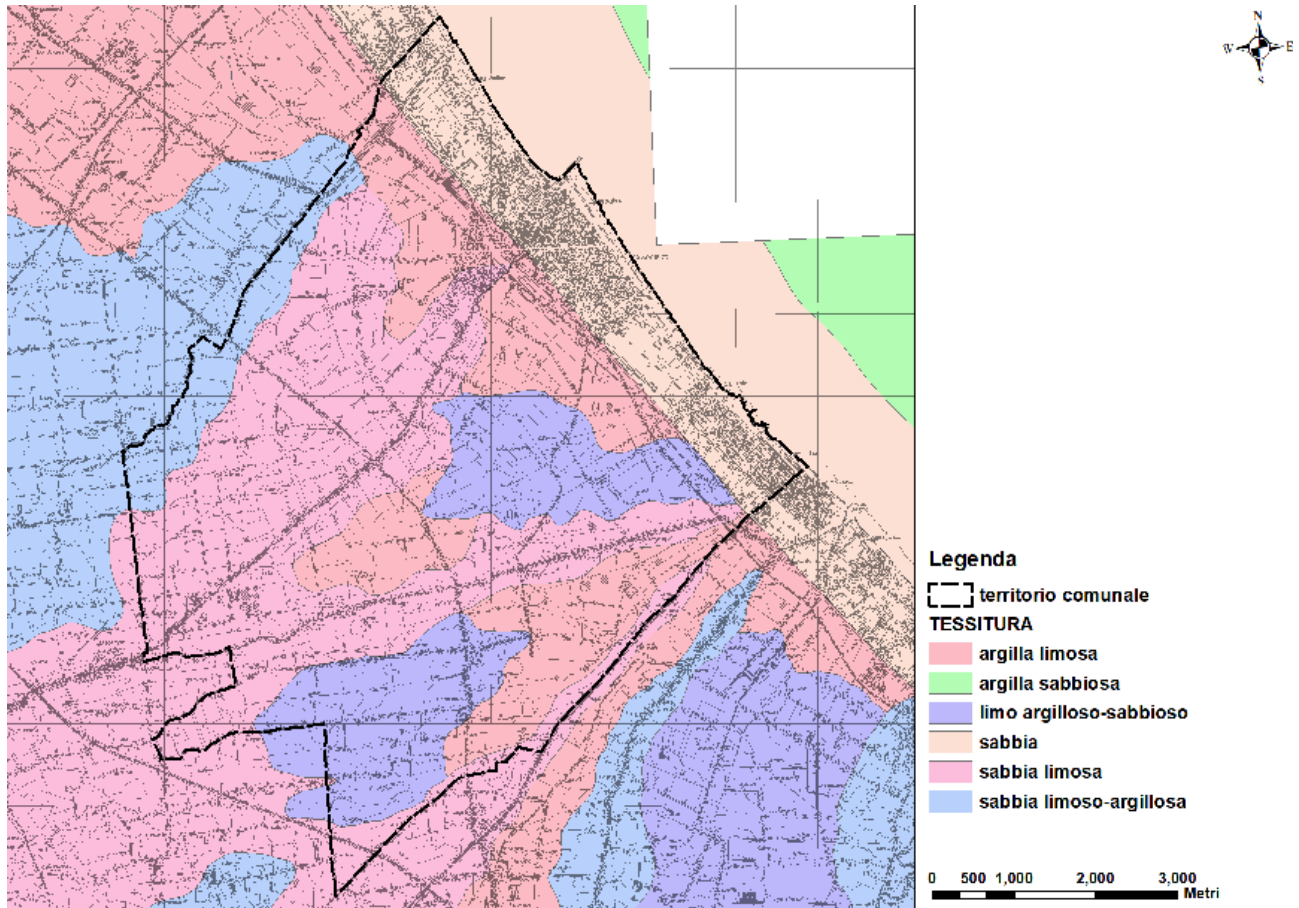 N
W E
S
Legenda
territorio comunale
TESSITURA
argilla limosa
argilla sabbiosa
limo argilloso-sabbioso
sabbia
sabbia limosa
sabbia limoso-argillosa
0 500 1,000 2,000 3,000
Metri